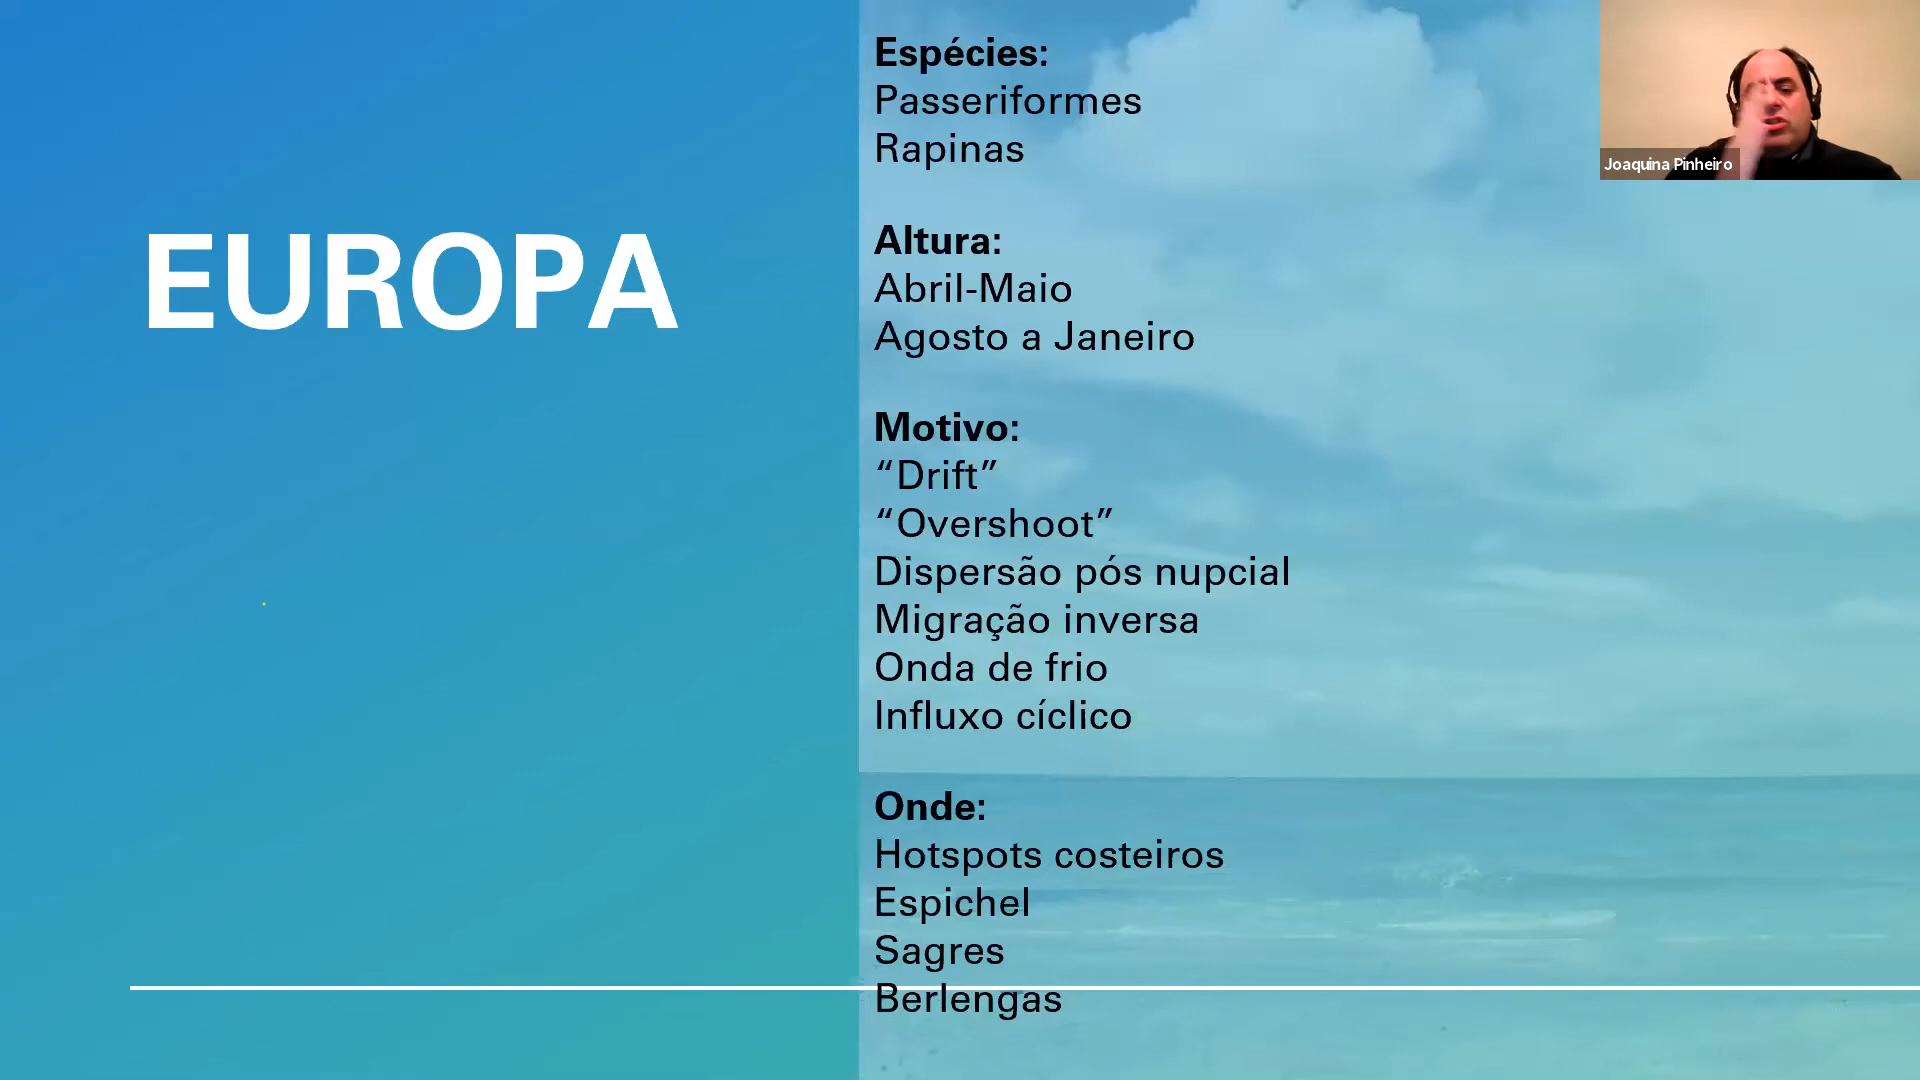 EUROPA
Espécies:
Passeriformes
Rapinas
Altura:
Abril-Maio
Agosto a Janeiro
Motivo:
“Drift”
“Overshoot”
Dispersão pós nupcial
Migração inversa
Onda de frio
Influxo cíclico
Onde:
Hotspots costeiros
Espichel
Sagres
Berlengas
Joaquina Pinheiro